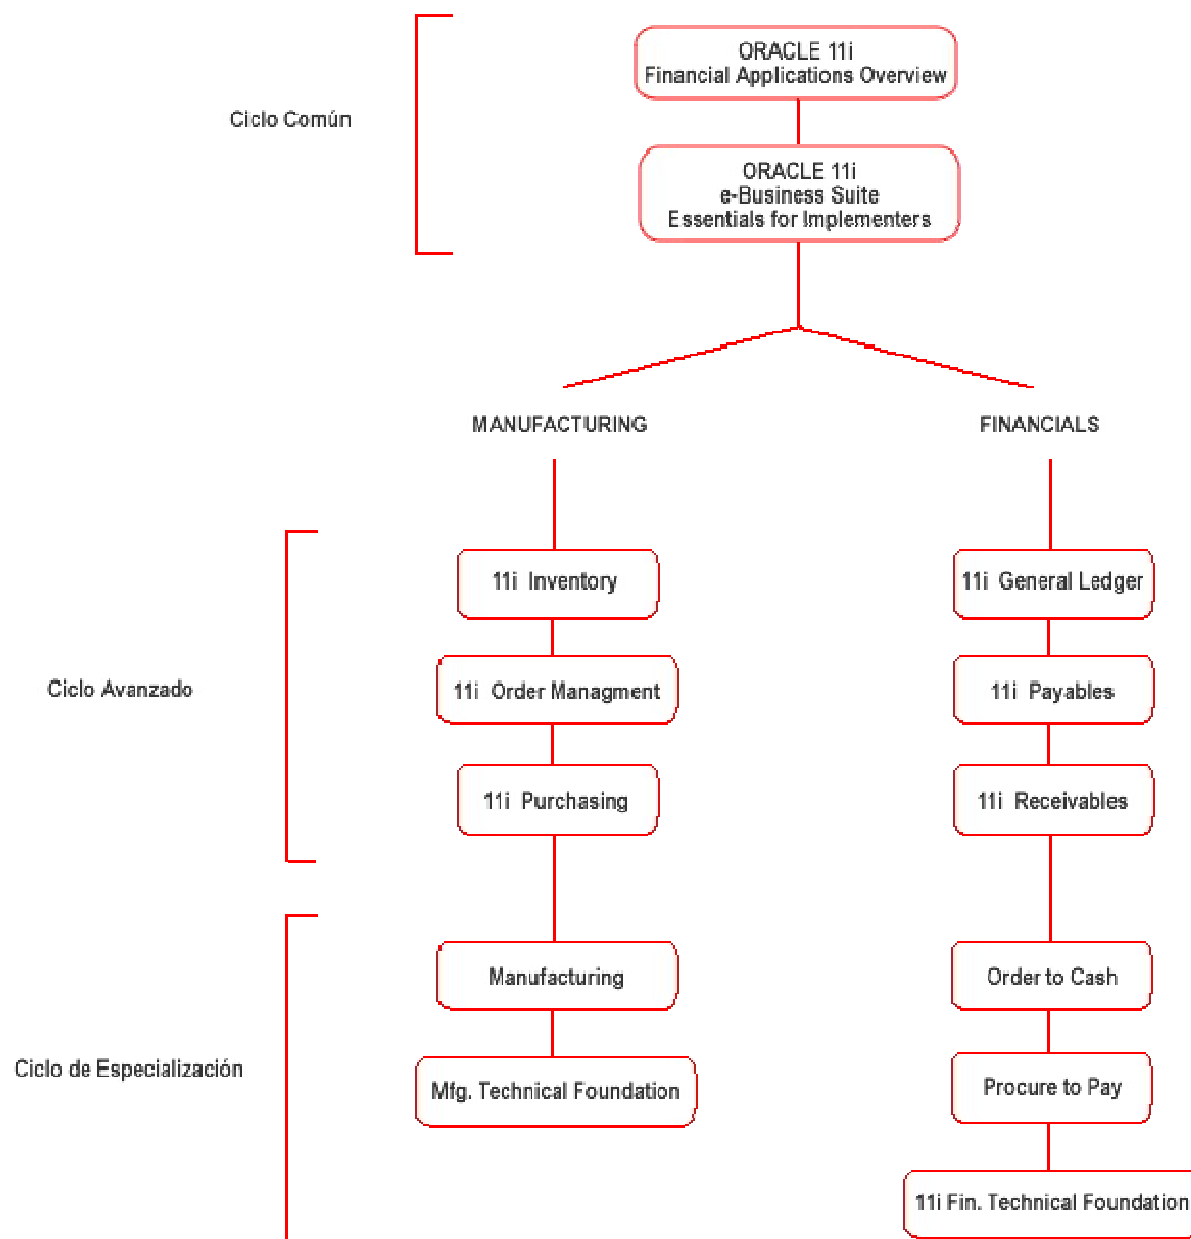 ORACLE 11i
Financial Applications Overview
Ciclo Común
ORACLE 11i
e-Business Suite
Essentials for Implementers
MANUFACTURING
FINANCIALS
11i Inventory
11i General Ledger
Ciclo Avanzado
11i Order Managment
11i Payables
11i Purchasing
11i Receivables
Manufacturing
Order to Cash
Ciclo de Especialización
Mfg. Technical Foundation
Procure to Pay
11i Fin. Technical Foundation